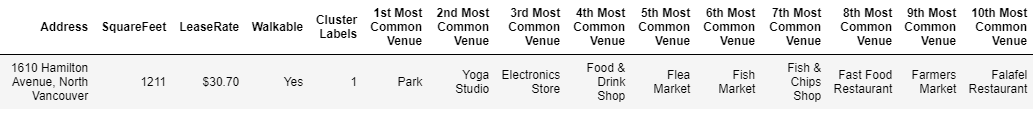 Address SquareFeet LeaseRate Walkable Cluster Labels 1st Most Common Venue 2nd Most Common Venue 3rd Most Common Venue 4th Most Common Venue 5th Most Common Venue 6th Most Common Venue 7th Most Common Venue 8th Most Common Venue 9th Most Common Venue 10th Most Common Venue
1610 Hamilton Avenue, North Vancouver 1211 $30.70 Yes 1 Park Yoga Studio Electronics Store Food & Drink Shop Flea Market Fish Market Fish & Chips Shop Fast Food Restaurant Farmers Market Falafel Restaurant